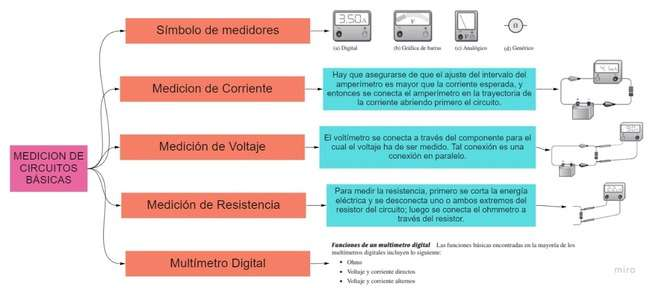 Símbolo de medidores
3.50A
V
V
Ω
(a) Digital
(b) Gráfica de barras
(c) Analógico
(d) Genérico
Medicion de Corriente
Hay que asegurarse de que el ajuste del intervalo del
amperímetro es mayor que la corriente esperada, y
entonces se conecta el amperímetro en la trayectoria de
la corriente abriendo primero el circuito.
MEDICION DE
CIRCUITOS
BÁSICAS
Medición de Voltaje
El voltímetro se conecta a través del componente para el
cual el voltaje ha de ser medido. Tal conexión es una
conexión en paralelo.
Medición de Resistencia
Para medir la resistencia, primero se corta la energía
eléctrica y se desconecta uno o ambos extremos del
resistor del circuito; luego se conecta el ohmmetro a
través del resistor.
Multímetro Digital
Funciones de un multímetro digital Las funciones básicas encontradas en la mayoría de los
multímetros digitales incluyen lo siguiente:
• Ohms
• Voltaje y corriente directos
• Voltaje y corriente alternos
miro